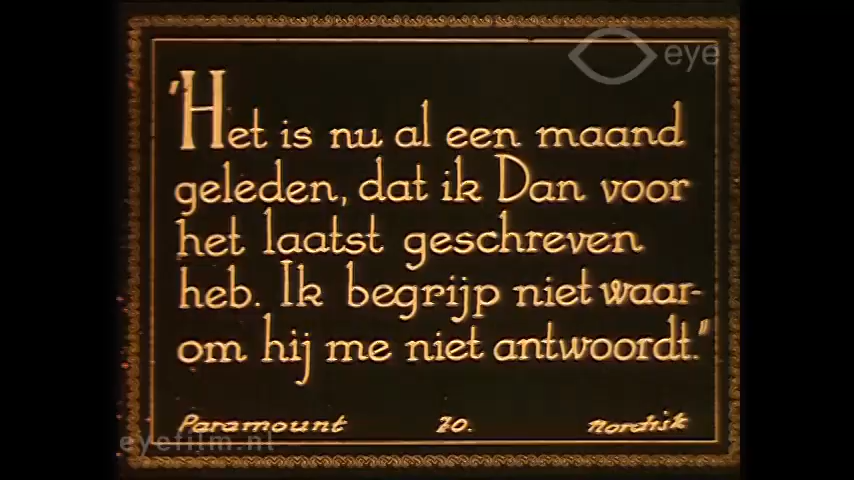 eye
"Het is nu al een maand
geleden, dat ik Dan voor
het laatst geschreven
heb. Ik begrijp niet waar-
om hij me niet antwoordt."
Paramount 20. Nordisk
eyefilm.nl